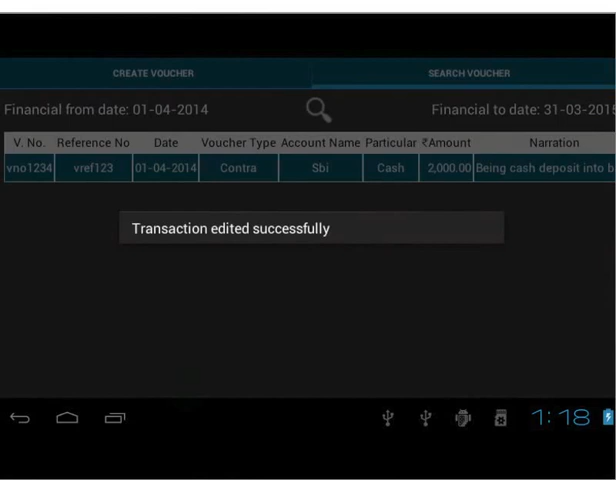 CREATE VOUCHER SEARCH VOUCHER
Financial from date: 01-04-2014 Financial to date: 31-03-2015
V. No. Reference No Date Voucher Type Account Name Particular ₹Amount Narration
vno1234 vref123 01-04-2014 Contra Sbi Cash 2,000.00 Being cash deposit into b
Transaction edited successfully
1:18